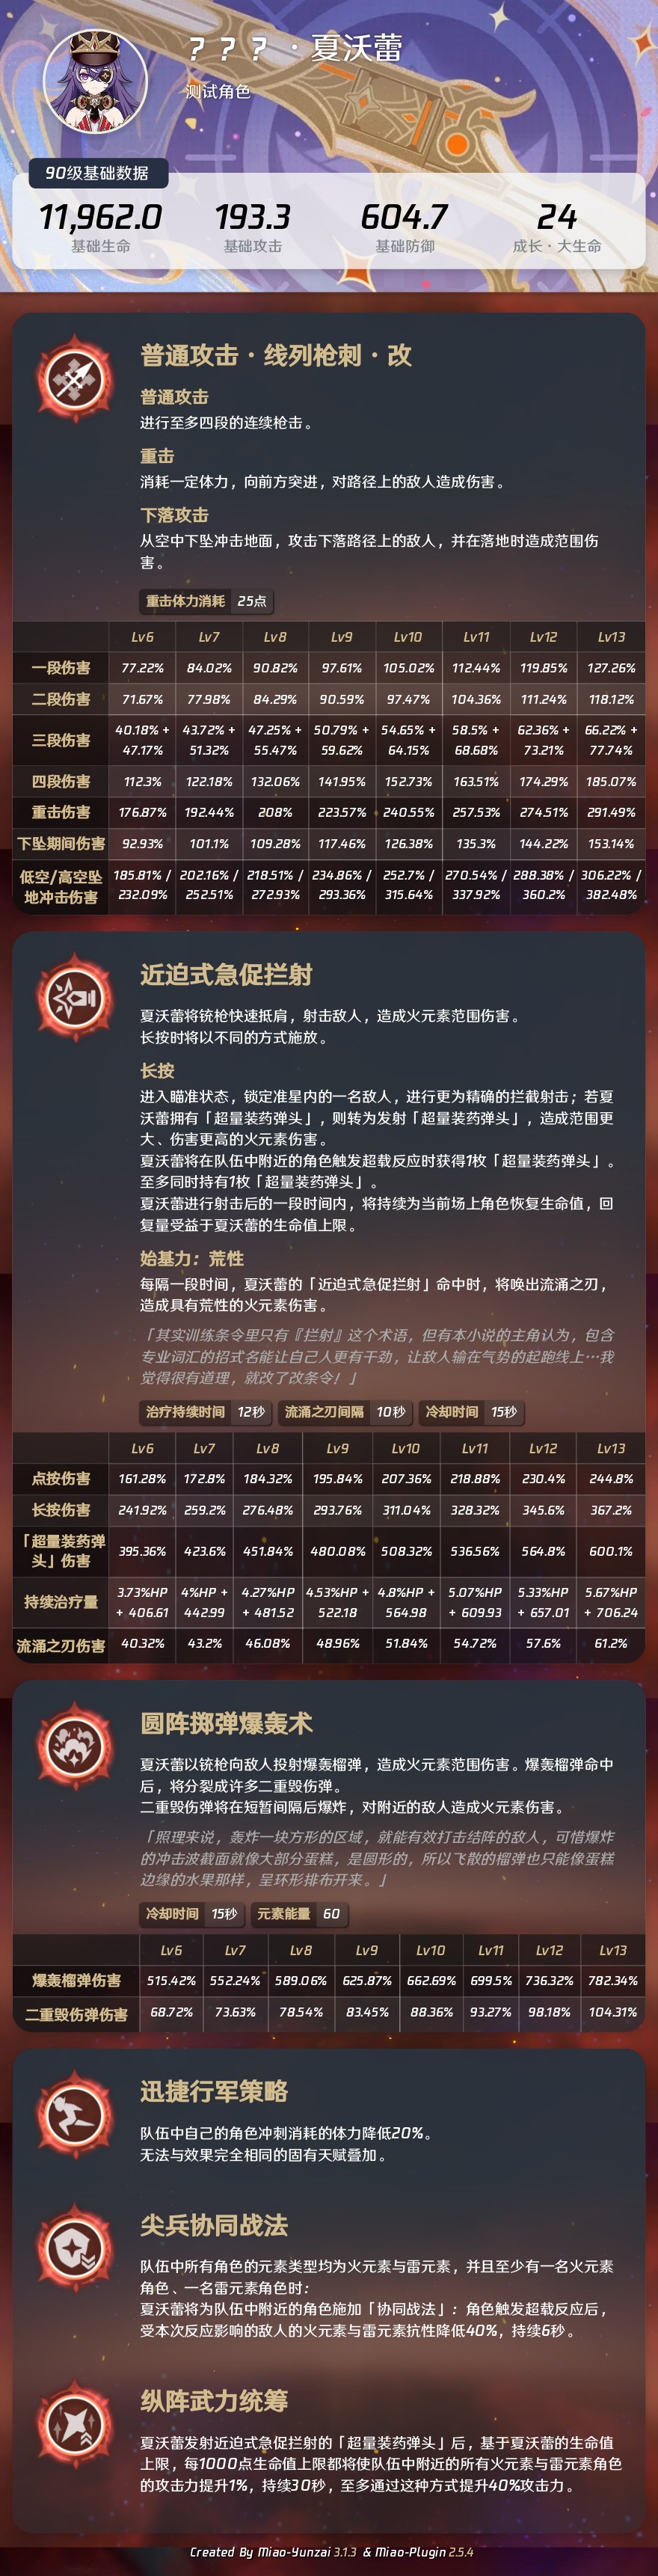 ？？？·夏沃蕾
测试角色
90级基础数据
11,962.0 193.3 604.7 24
基础生命 基础攻击 基础防御 成长·大生命
普通攻击·线列枪刺·改
普通攻击
进行至多四段的连续枪击。
重击
消耗一定体力，向前方突进，对路径上的敌人造成伤害。
下落攻击
从空中下坠冲击地面，攻击下落路径上的敌人，并在落地时造成范围伤
害。
重击体力消耗 25点
Lv6 Lv7 Lv8 Lv9 Lv10 Lv11 Lv12 Lv13
一段伤害 77.22% 84.02% 90.82% 97.61% 105.02% 112.44% 119.85% 127.26%
二段伤害 71.67% 77.98% 84.29% 90.59% 97.47% 104.36% 111.24% 118.12%
三段伤害 40.18% + 47.17% 43.72% + 51.32% 47.25% + 55.47% 50.79% + 59.62% 54.65% + 64.15% 58.5% + 68.68% 62.36% + 73.21% 66.22% + 77.74%
四段伤害 112.3% 122.18% 132.06% 141.95% 152.73% 163.51% 174.29% 185.07%
重击伤害 176.87% 192.44% 208% 223.57% 240.55% 257.53% 274.51% 291.49%
下坠期间伤害 92.93% 101.1% 109.28% 117.46% 126.38% 135.3% 144.22% 153.14%
低空/高空坠地冲击伤害 185.81% / 232.09% 202.16% / 252.51% 218.51% / 272.93% 234.86% / 293.36% 252.7% / 315.64% 270.54% / 337.92% 288.38% / 360.2% 306.22% / 382.48%
近迫式急促拦射
夏沃蕾将铳枪快速抵肩，射击敌人，造成火元素范围伤害。
长按时将以不同的方式施放。
长按
进入瞄准状态，锁定准星内的一名敌人，进行更为精确的拦截射击；若夏
沃蕾拥有「超量装药弹头」，则转为发射「超量装药弹头」，造成范围更
大、伤害更高的火元素伤害。
夏沃蕾将在队伍中附近的角色触发超载反应时获得1枚「超量装药弹头」。
至多同时持有1枚「超量装药弹头」。
夏沃蕾进行射击后的一段时间内，将持续为当前场上角色恢复生命值，回
复量受益于夏沃蕾的生命值上限。
始基力：荒性
每隔一段时间，夏沃蕾的「近迫式急促拦射」命中时，将唤出流涌之刃，
造成具有荒性的火元素伤害。
「其实训练条令里只有『拦射』这个术语，但有本小说的主角认为，包含
专业词汇的招式名能让自己人更有干劲，让敌人输在气势的起跑线上…我
觉得很有道理，就改了改条令！」
治疗持续时间 12秒 流涌之刃间隔 10秒 冷却时间 15秒
Lv6 Lv7 Lv8 Lv9 Lv10 Lv11 Lv12 Lv13
点按伤害 161.28% 172.8% 184.32% 195.84% 207.36% 218.88% 230.4% 244.8%
长按伤害 241.92% 259.2% 276.48% 293.76% 311.04% 328.32% 345.6% 367.2%
「超量装药弹头」伤害 395.36% 423.6% 451.84% 480.08% 508.32% 536.56% 564.8% 600.1%
持续治疗量 3.73%HP + 406.61 4%HP + 442.99 4.27%HP + 481.52 4.53%HP + 522.18 4.8%HP + 564.98 5.07%HP + 609.93 5.33%HP + 657.01 5.67%HP + 706.24
流涌之刃伤害 40.32% 43.2% 46.08% 48.96% 51.84% 54.72% 57.6% 61.2%
圆阵掷弹爆轰术
夏沃蕾以铳枪向敌人投射爆轰榴弹，造成火元素范围伤害。爆轰榴弹命中
后，将分裂成许多二重毁伤弹。
二重毁伤弹将在短暂间隔后爆炸，对附近的敌人造成火元素伤害。
「照理来说，轰炸一块方形的区域，就能有效打击结阵的敌人，可惜爆炸
的冲击波截面就像大部分蛋糕，是圆形的，所以飞散的榴弹也只能像蛋糕
边缘的水果那样，呈环形排布开来。」
冷却时间 15秒 元素能量 60
Lv6 Lv7 Lv8 Lv9 Lv10 Lv11 Lv12 Lv13
爆轰榴弹伤害 515.42% 552.24% 589.06% 625.87% 662.69% 699.5% 736.32% 782.34%
二重毁伤弹伤害 68.72% 73.63% 78.54% 83.45% 88.36% 93.27% 98.18% 104.31%
迅捷行军策略
队伍中自己的角色冲刺消耗的体力降低20%。
无法与效果完全相同的固有天赋叠加。
尖兵协同战法
队伍中所有角色的元素类型均为火元素与雷元素，并且至少有一名火元素
角色、一名雷元素角色时：
夏沃蕾将为队伍中附近的角色施加「协同战法」：角色触发超载反应后，
受本次反应影响的敌人的火元素与雷元素抗性降低40%，持续6秒。
纵阵武力统筹
夏沃蕾发射近迫式急促拦射的「超量装药弹头」后，基于夏沃蕾的生命值
上限，每1000点生命值上限都将使队伍中附近的所有火元素与雷元素角色
的攻击力提升1%，持续30秒，至多通过这种方式提升40%攻击力。
Created By Miao-Yunzai 3.1.3 & Miao-Plugin 2.5.4